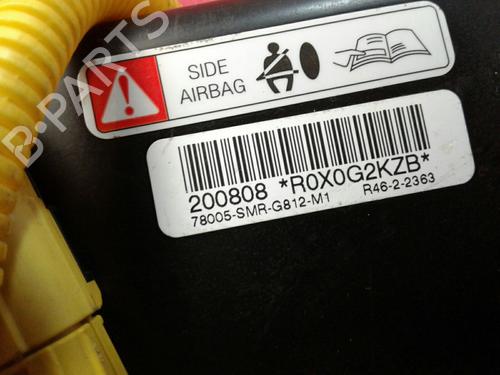 SIDE
AIRBAG
200808 *R0X0G2KZB*
78005-SMR-G812-M1 R46-2-2363
B-PARTS